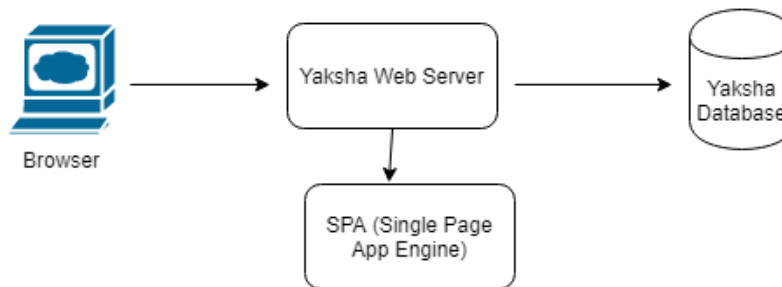 Yaksha Web Server
Yaksha
Database
Browser
SPA (Single Page
App Engine)